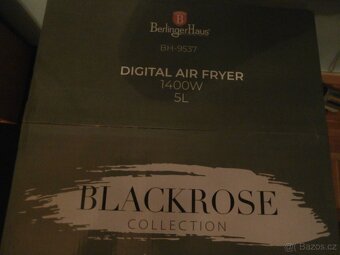 B
BerlingerHaus
BH-9537
DIGITAL AIR FRYER
1400W
5L
BLACKROSE
COLLECTION
Bazos.cz